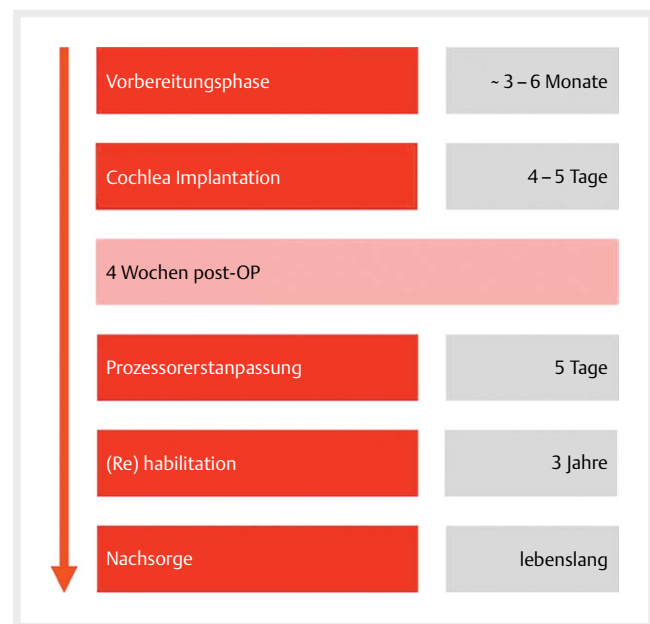 Vorbereitungsphase ~ 3 – 6 Monate
Cochlea Implantation 4 – 5 Tage
4 Wochen post-OP
Prozessorerstanpassung 5 Tage
(Re) habilitation 3 Jahre
Nachsorge lebenslang